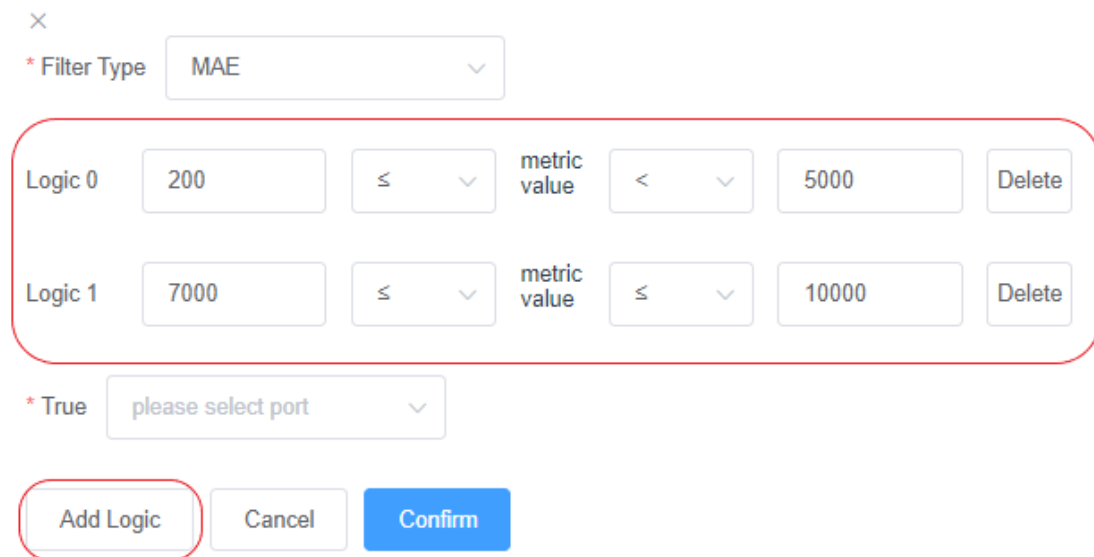 * Filter Type MAE
Logic 0 200 ≤ metric value < 5000 Delete
Logic 1 7000 ≤ metric value ≤ 10000 Delete
* True please select port
Add Logic Cancel Confirm